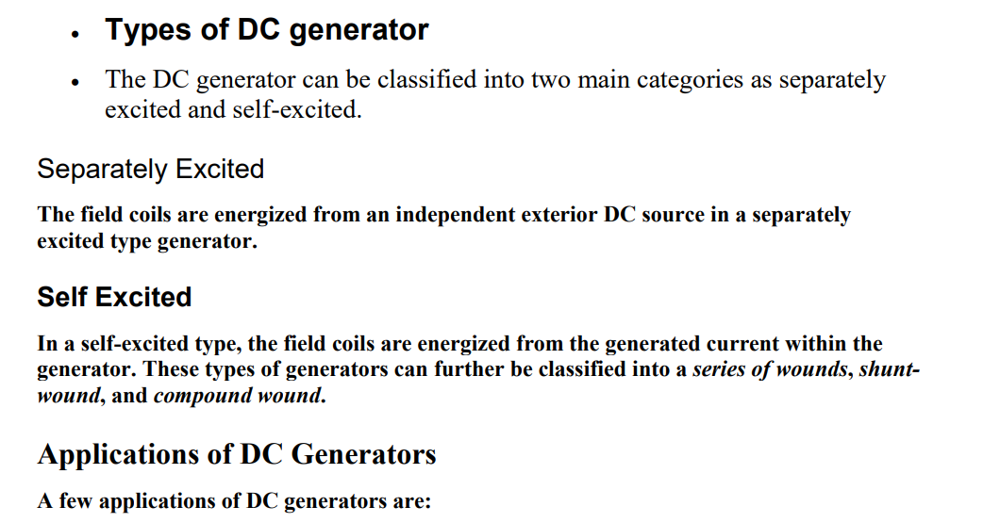 • Types of DC generator
• The DC generator can be classified into two main categories as separately
excited and self-excited.
Separately Excited
The field coils are energized from an independent exterior DC source in a separately
excited type generator.
Self Excited
In a self-excited type, the field coils are energized from the generated current within the
generator. These types of generators can further be classified into a series of wounds, shunt-
wound, and compound wound.
Applications of DC Generators
A few applications of DC generators are: